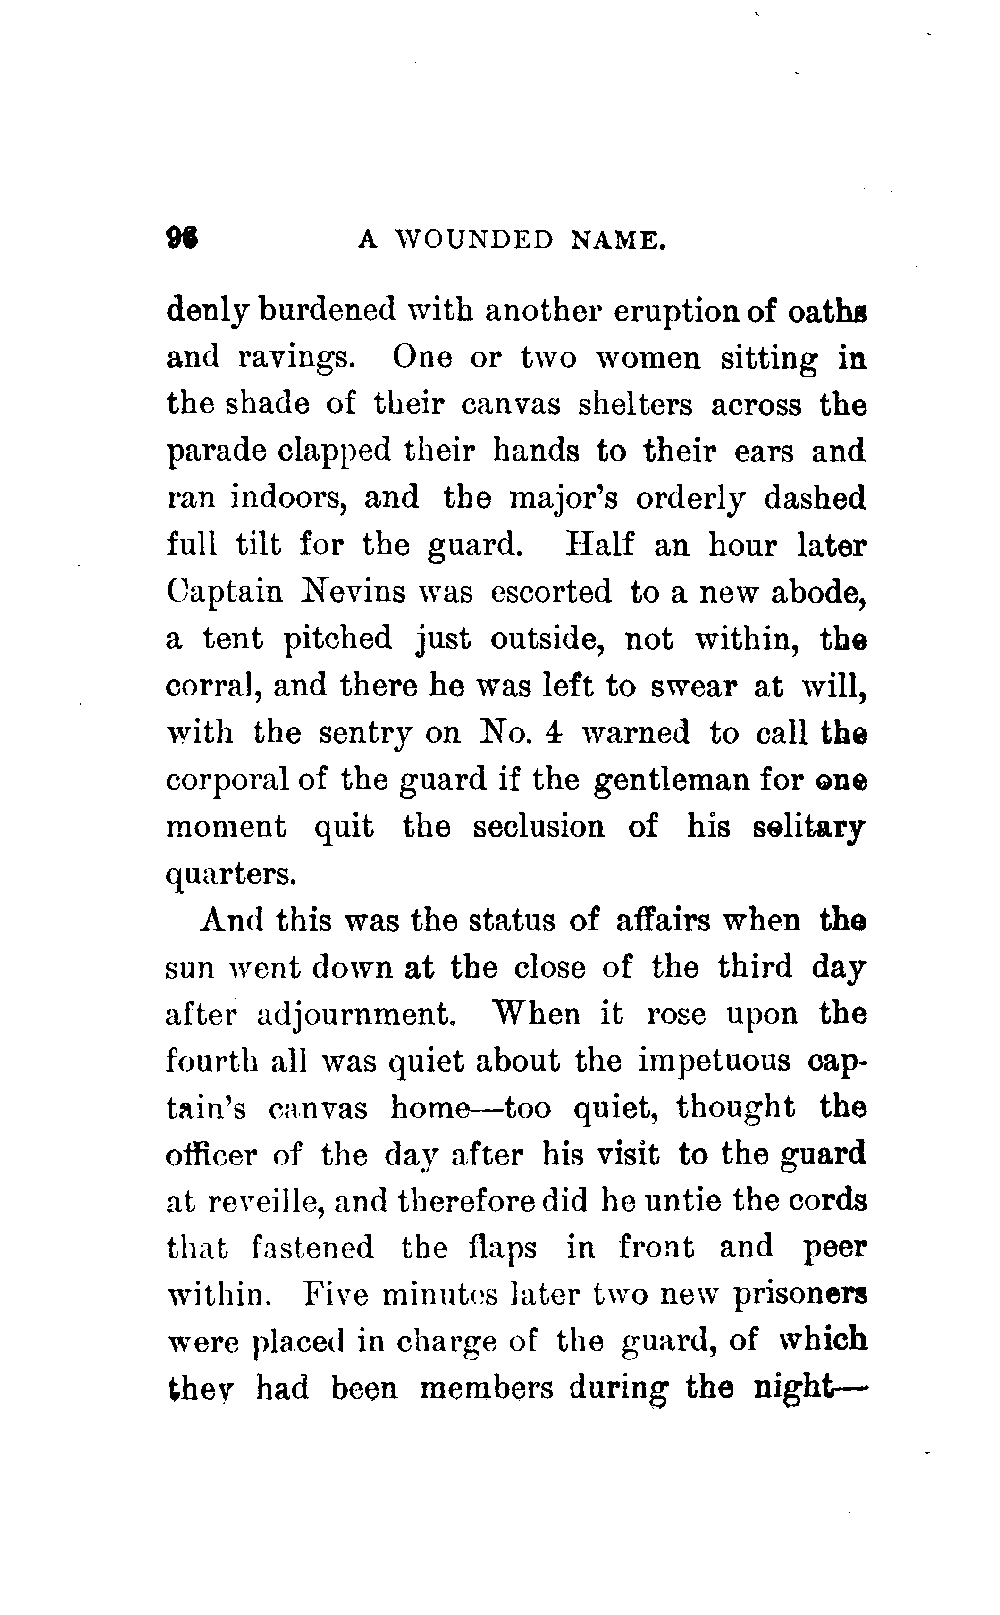 96 A WOUNDED NAME.
denly burdened with another eruption of oaths
and ravings. One or two women sitting in
the shade of their canvas shelters across the
parade clapped their hands to their ears and
ran indoors, and the major's orderly dashed
full tilt for the guard. Half an hour later
Captain Nevins was escorted to a new abode,
a tent pitched just outside, not within, the
corral, and there he was left to swear at will,
with the sentry on No. 4 warned to call the
corporal of the guard if the gentleman for one
moment quit the seclusion of his solitary
quarters.
And this was the status of affairs when the
sun went down at the close of the third day
after adjournment. When it rose upon the
fourth all was quiet about the impetuous cap-
tain's canvas home—too quiet, thought the
officer of the day after his visit to the guard
at reveille, and therefore did he untie the cords
that fastened the flaps in front and peer
within. Five minutes later two new prisoners
were placed in charge of the guard, of which
they had been members during the night—